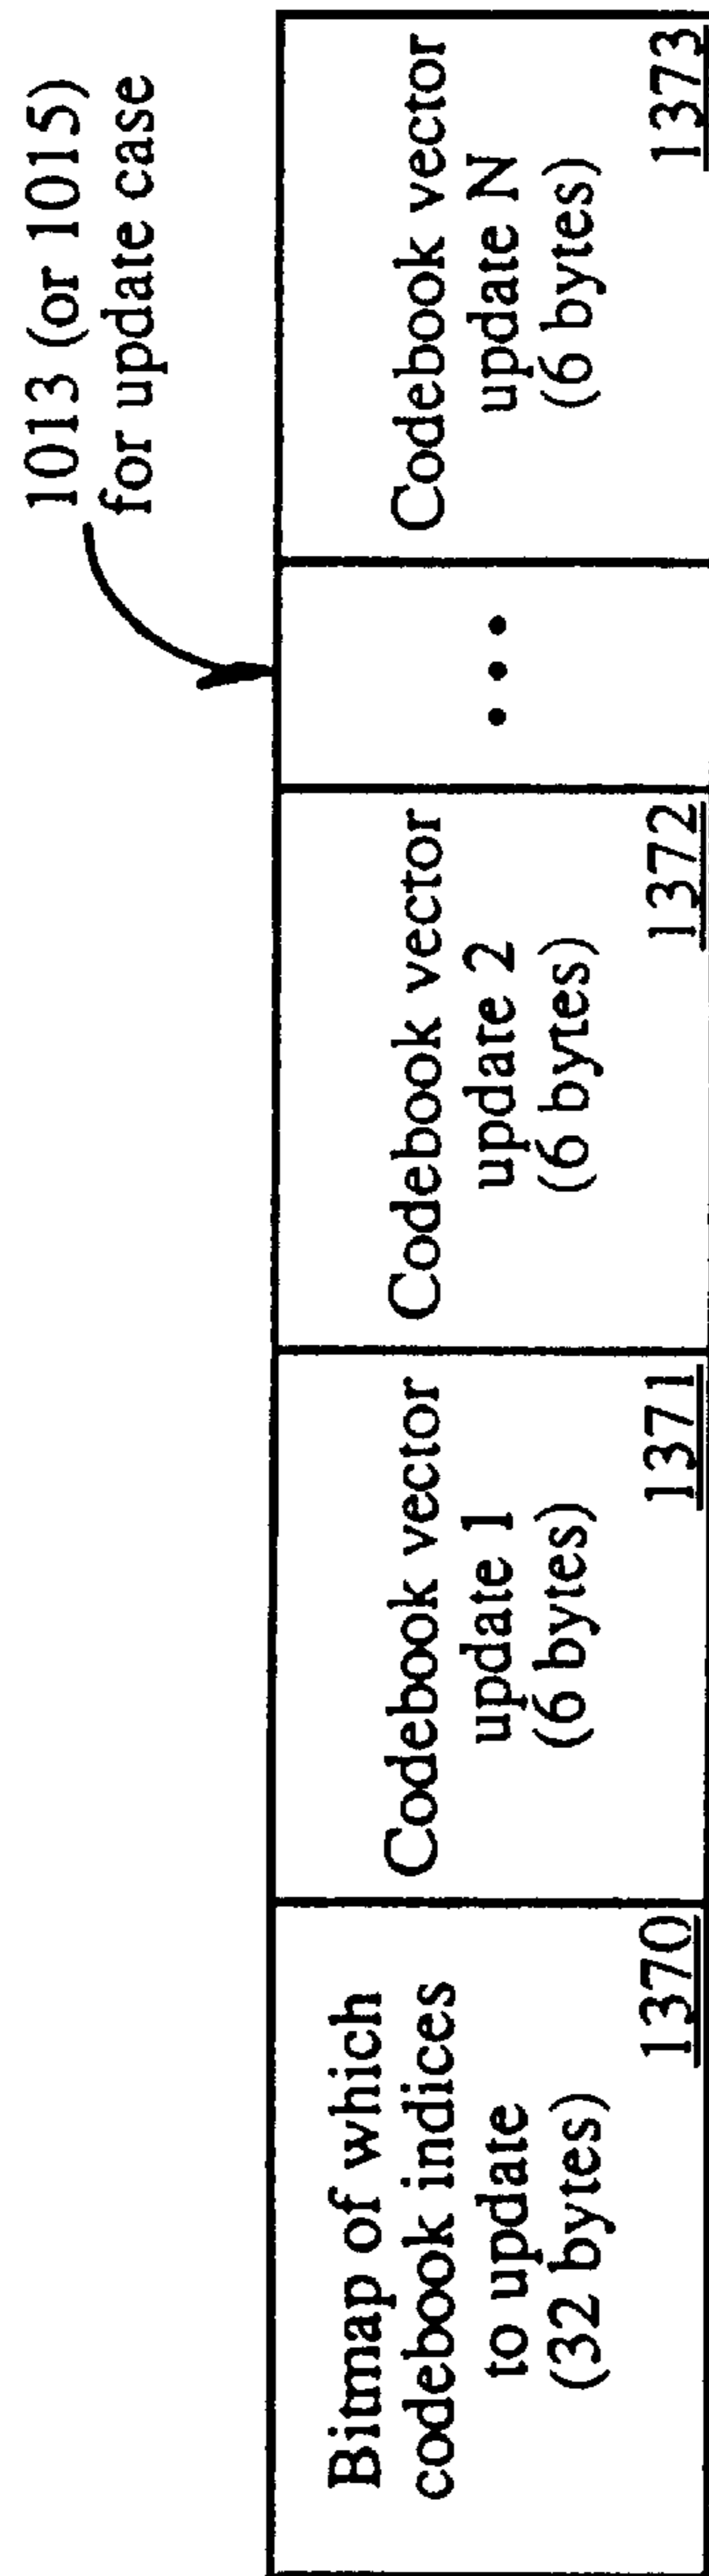 1013 (or 1015)
for update case
Bitmap of which
codebook indices
to update
(32 bytes)
1370
Codebook vector
update 1
(6 bytes)
1371
Codebook vector
update 2
(6 bytes)
1372
• • •
Codebook vector
update N
(6 bytes)
1373